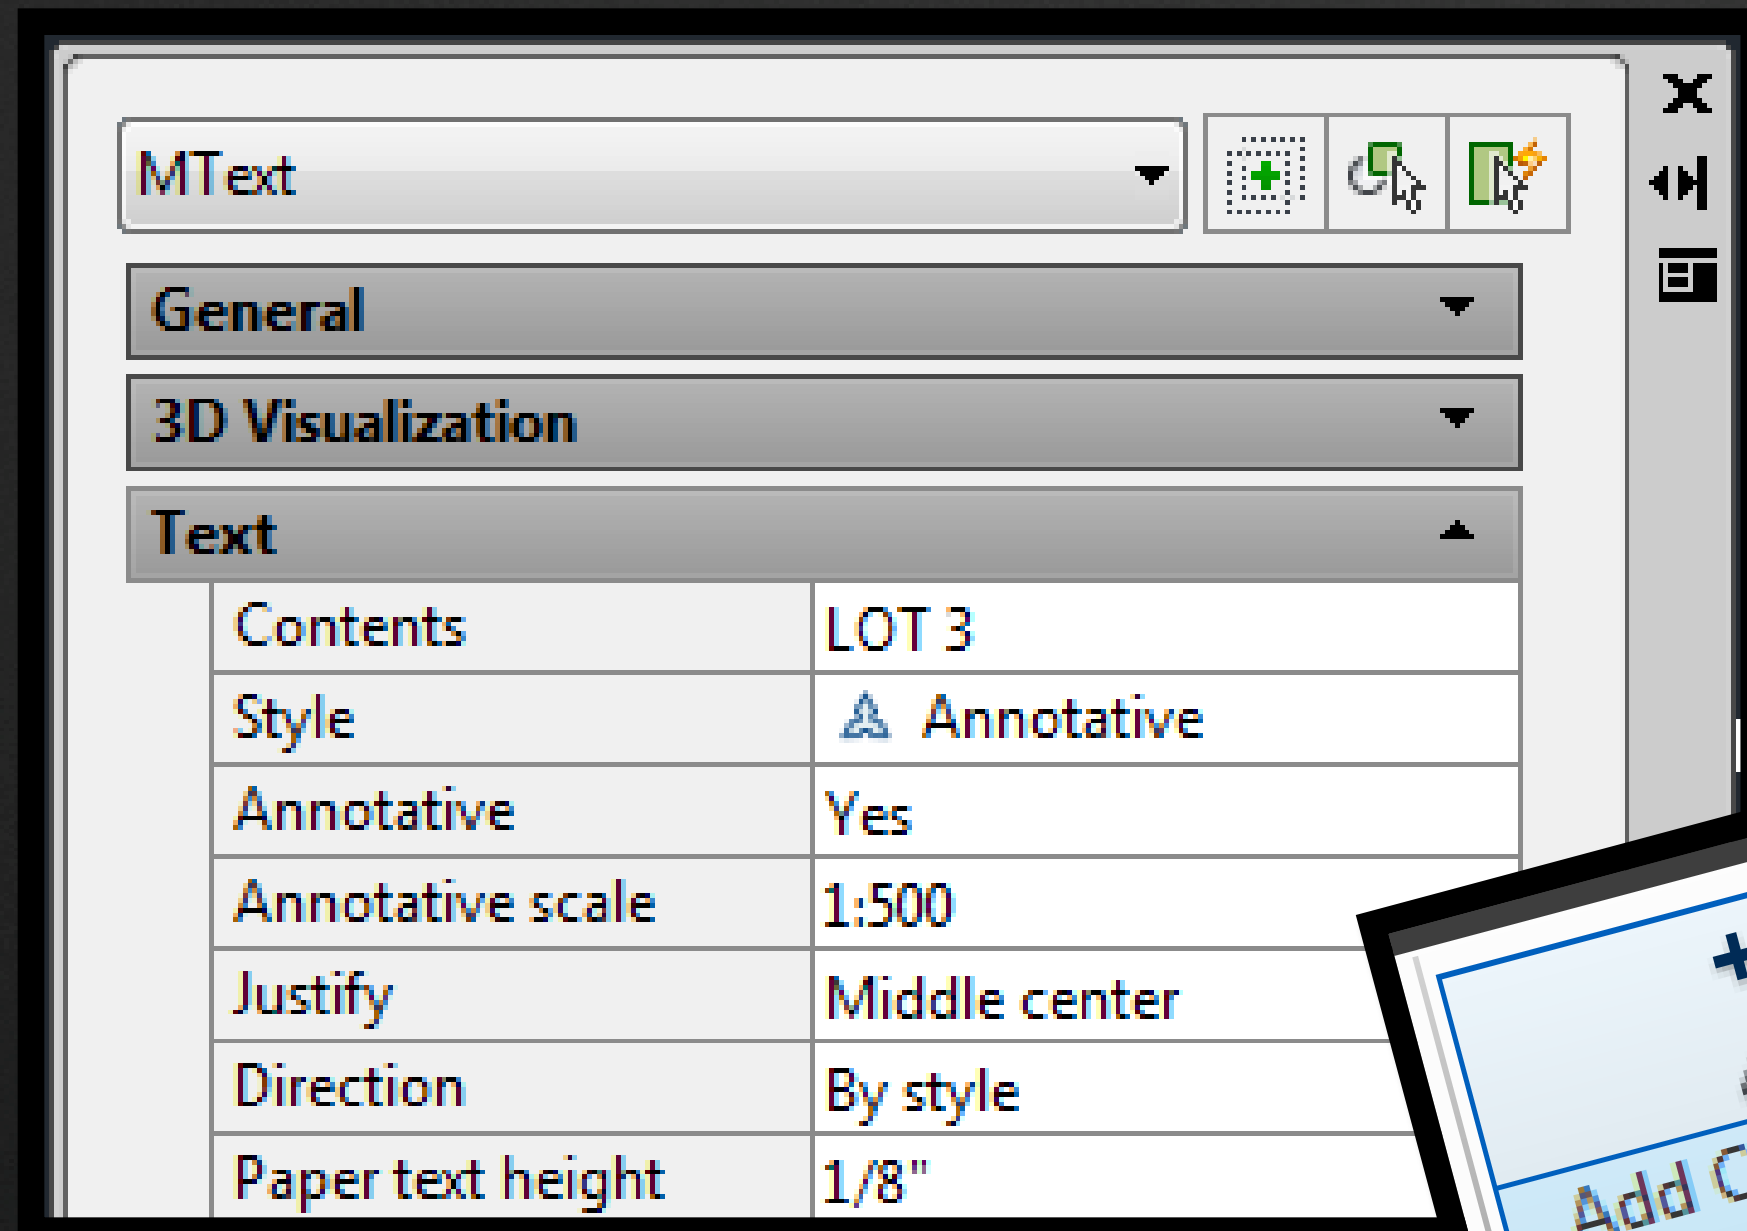 MText
General
3D Visualization
Text
Contents LOT 3
Style Annotative
Annotative Yes
Annotative scale 1:500
Justify Middle center
Direction By style
Paper text height 1/8"
Add